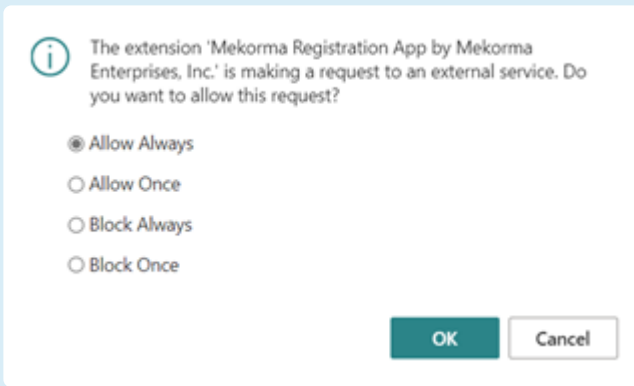 The extension 'Mekorma Registration App by Mekorma
Enterprises, Inc.' is making a request to an external service. Do
you want to allow this request?
Allow Always
Allow Once
Block Always
Block Once
OK
Cancel